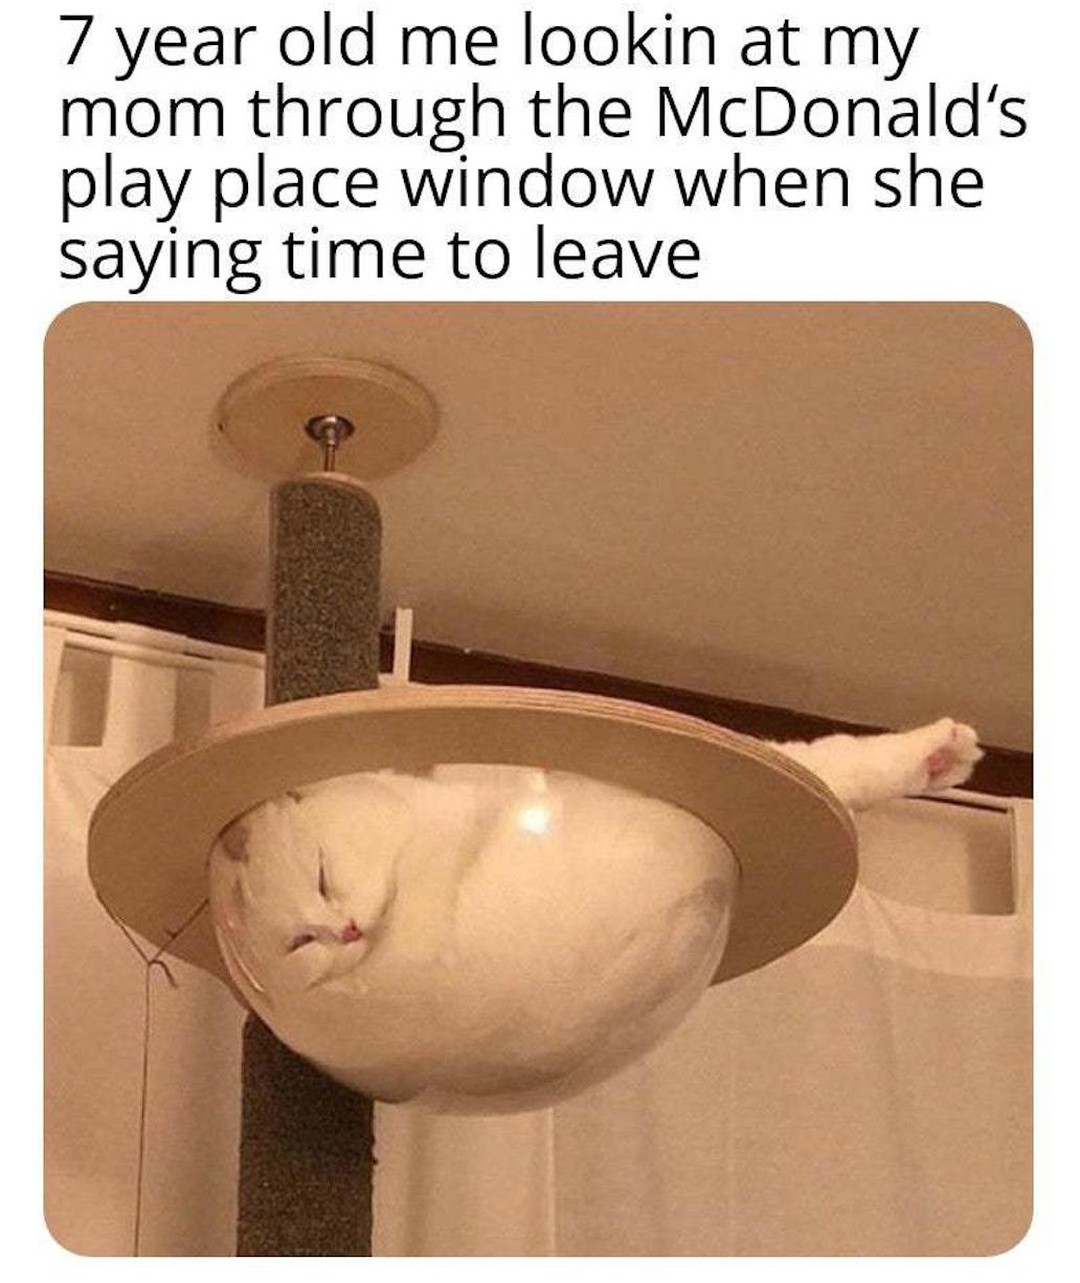 7 year old me lookin at my
mom through the McDonald‘s
play place window when she
saying time to leave